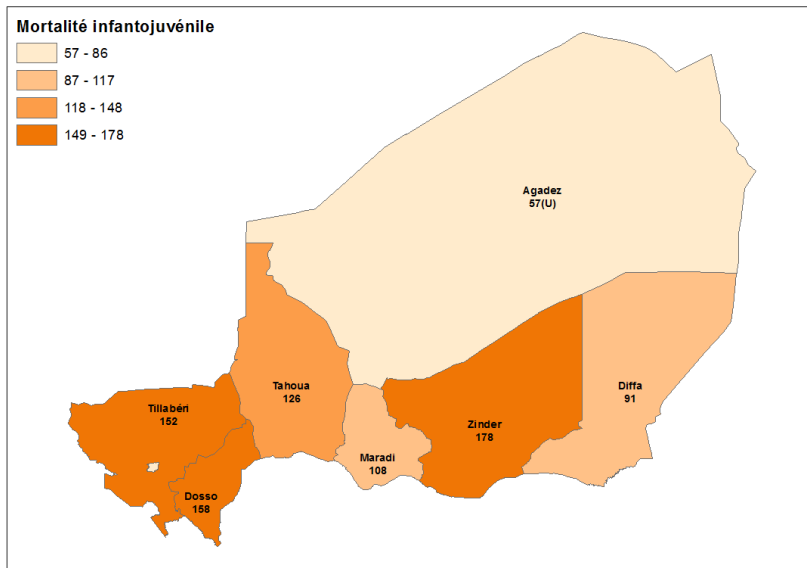 Mortalité infantojuvénile
57 - 86
87 - 117
118 - 148
149 - 178
Agadez
57(U)
Diffa
91
Tahoua
126
Tillabéri
152
Zinder
178
Maradi
108
Dosso
158